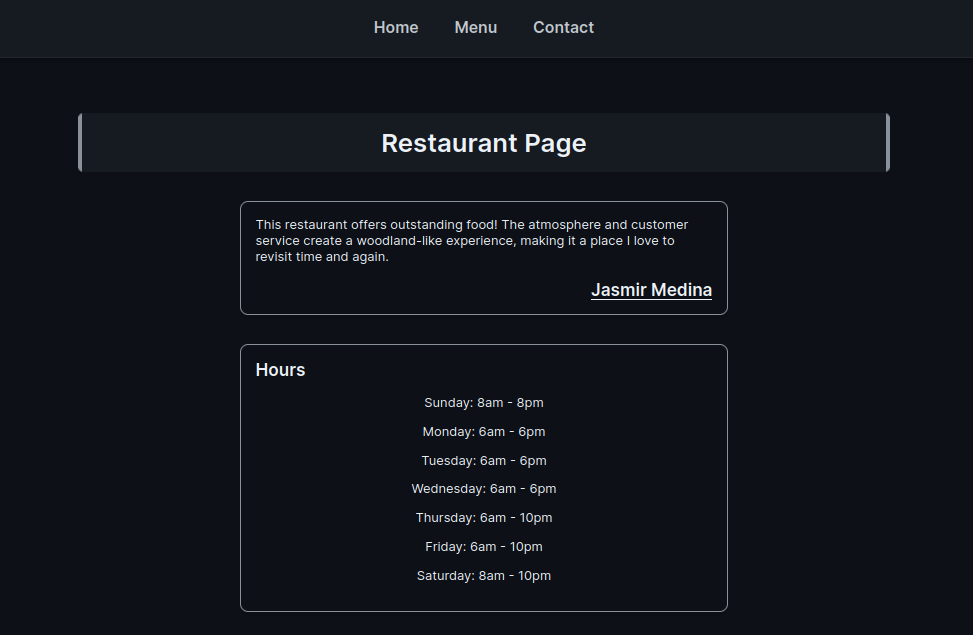 Home Menu Contact
Restaurant Page
This restaurant offers outstanding food! The atmosphere and customer
service create a woodland-like experience, making it a place I love to
revisit time and again.
Jasmir Medina
Hours
Sunday: 8am - 8pm
Monday: 6am - 6pm
Tuesday: 6am - 6pm
Wednesday: 6am - 6pm
Thursday: 6am - 10pm
Friday: 6am - 10pm
Saturday: 8am - 10pm